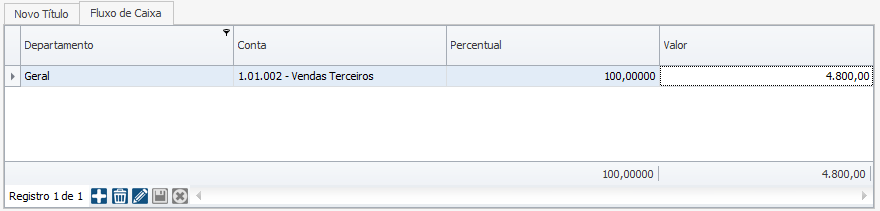 Novo Título Fluxo de Caixa
Departamento Conta Percentual Valor
Geral 1.01.002 - Vendas Terceiros 100,00000 4.800,00
100,00000 4.800,00
Registro 1 de 1